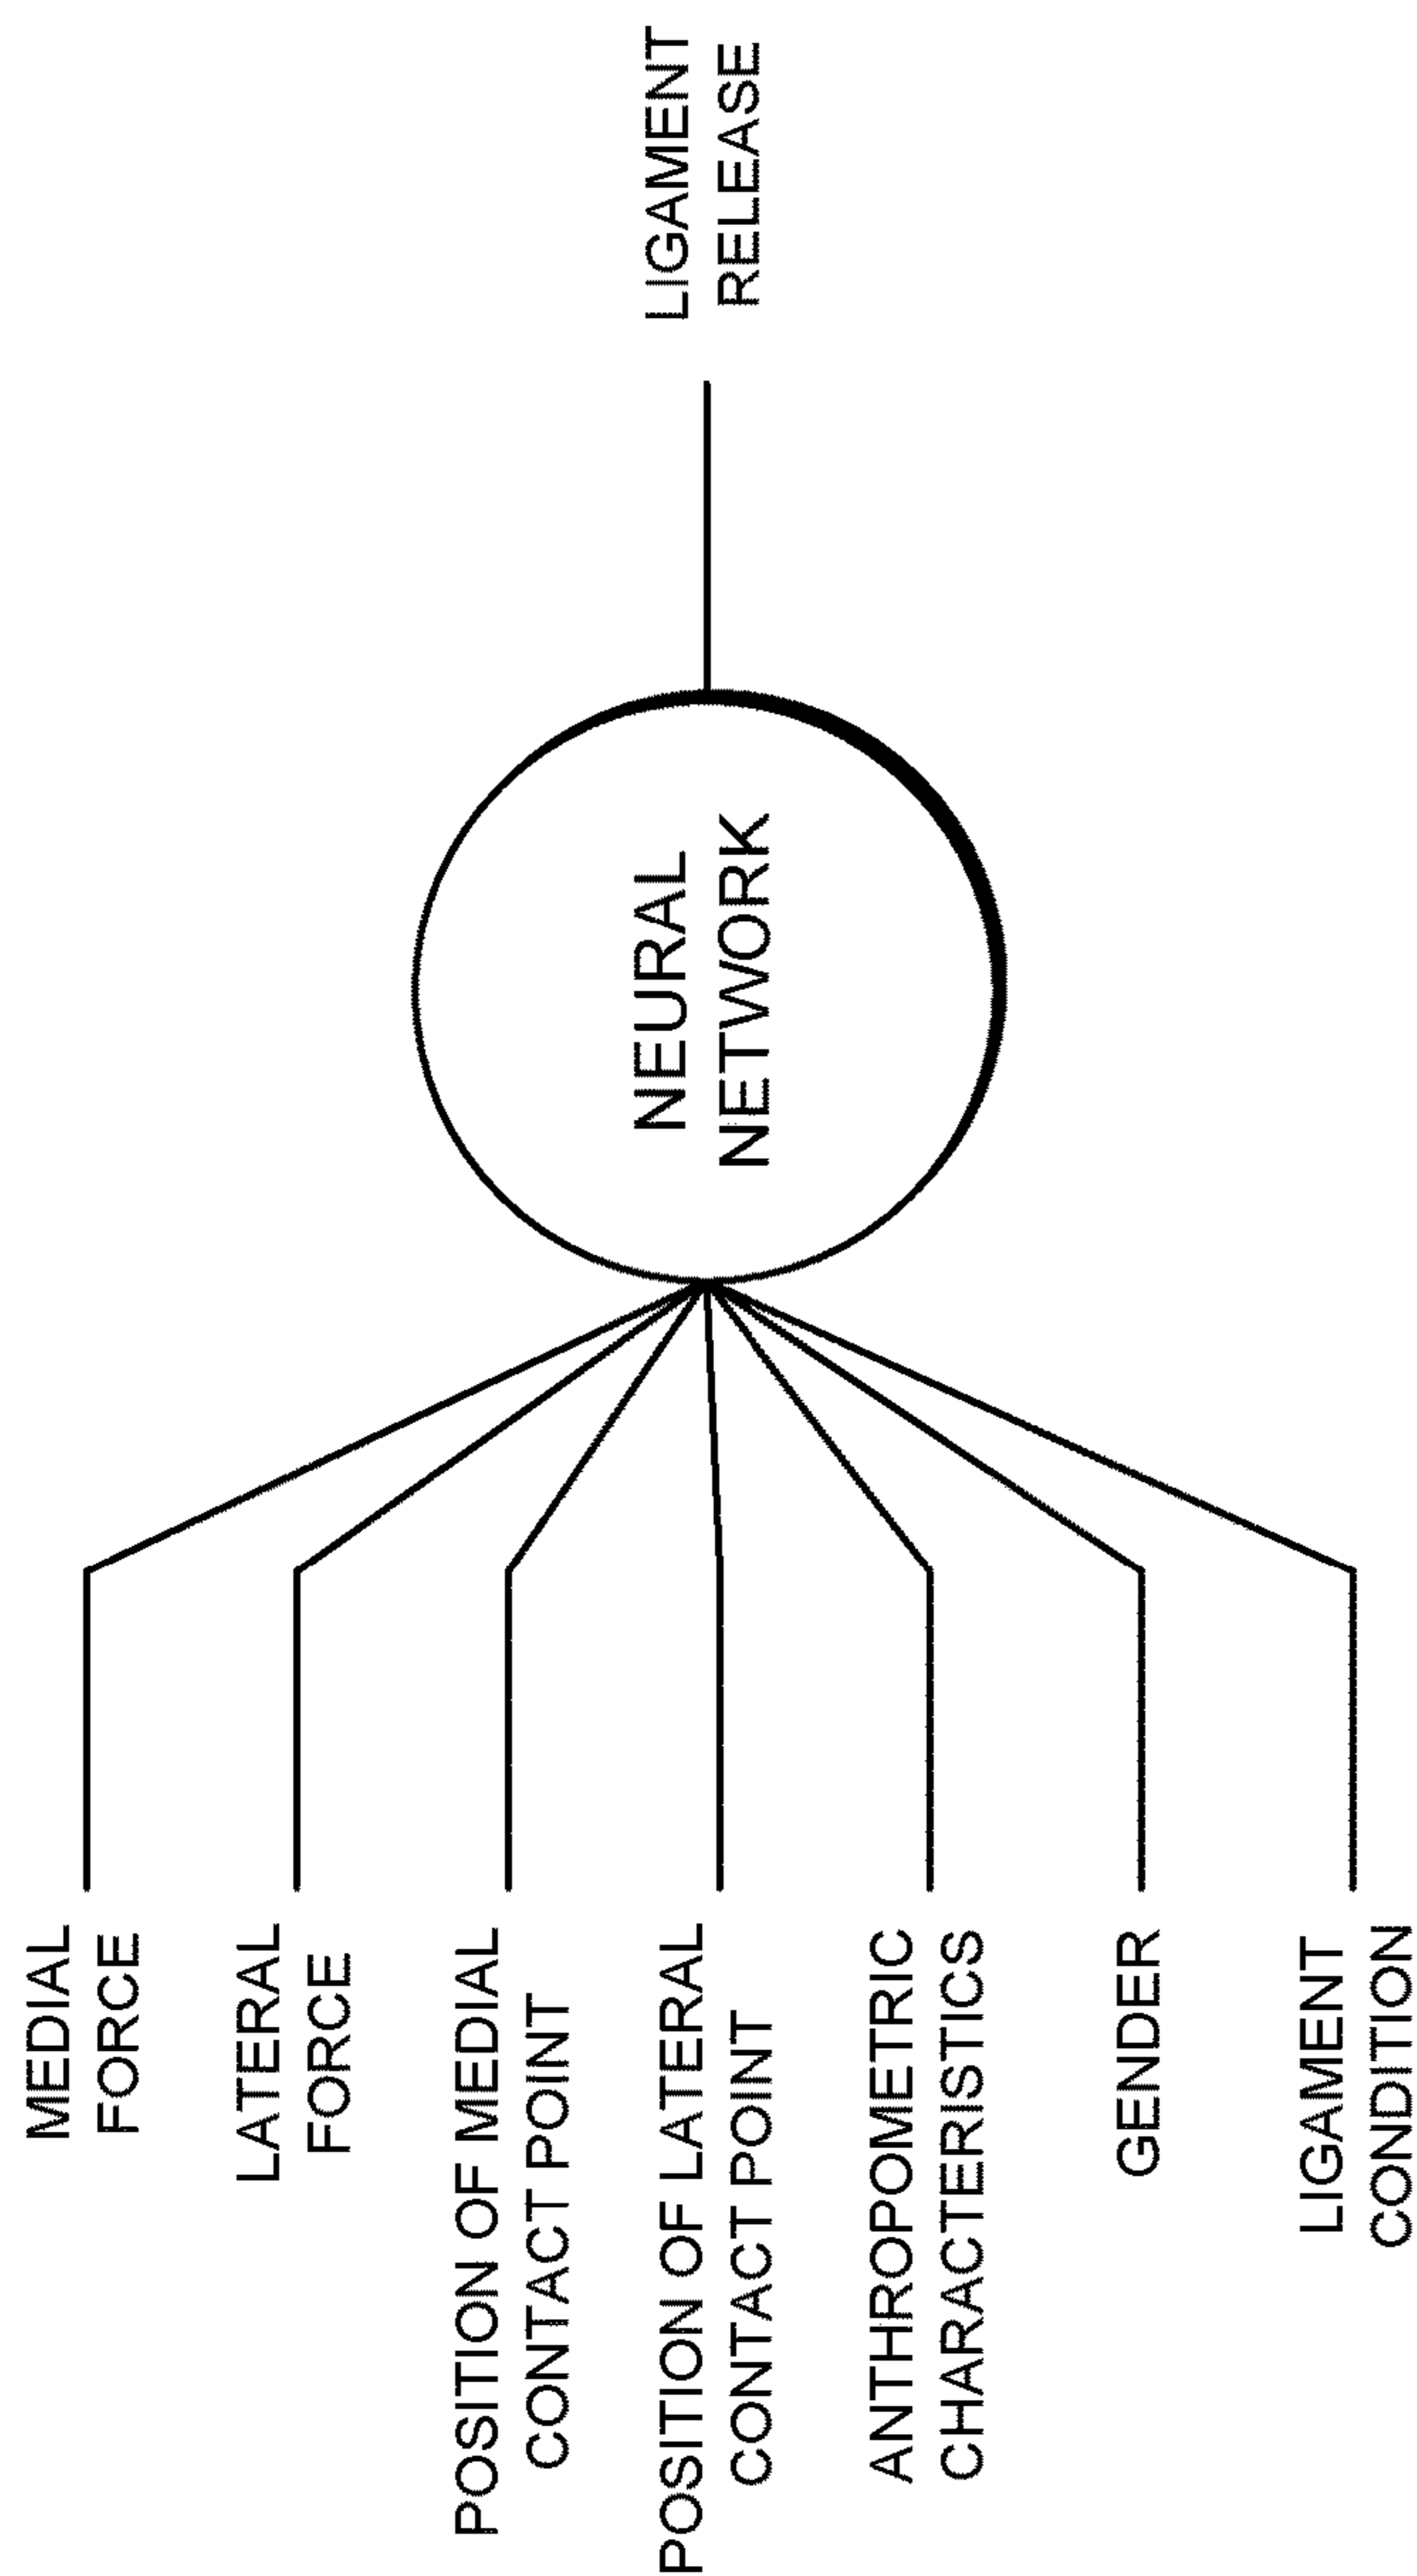 MEDIAL
FORCE
LATERAL
FORCE
POSITION OF MEDIAL
CONTACT POINT
POSITION OF LATERAL
CONTACT POINT
ANTHROPOMETRIC
CHARACTERISTICS
GENDER
LIGAMENT
CONDITION
NEURAL
NETWORK
LIGAMENT
RELEASE